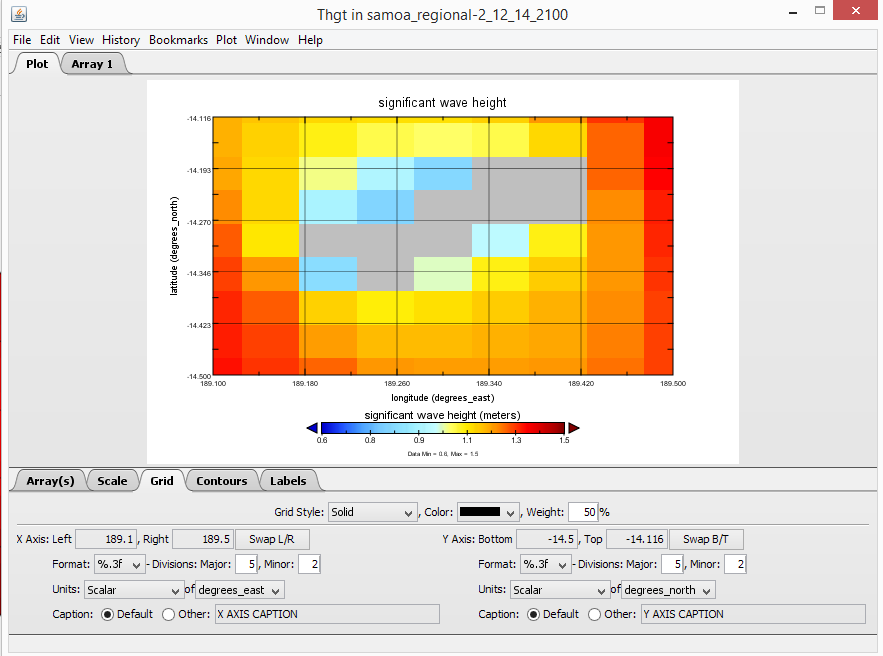 Thgt in samoa_regional-2_12_14_2100
File Edit View History Bookmarks Plot Window Help
Plot Array 1
significant wave height
-14.116
-14.193
-14.270
-14.346
-14.423
-14.500
latitude (degrees_north)
189.100 189.180 189.260 189.340 189.420 189.500
longitude (degrees_east)
significant wave height (meters)
0.6 0.8 0.9 1.1 1.3 1.5
Data Min = 0.6, Max = 1.5
Array(s) Scale Grid Contours Labels
Grid Style: Solid , Color: , Weight: 50 %
X Axis: Left 189.1 , Right 189.5 Swap L/R Y Axis: Bottom -14.5 , Top -14.116 Swap B/T
Format: %.3f - Divisions: Major: 5 , Minor: 2 Format: %.3f - Divisions: Major: 5 , Minor: 2
Units: Scalar of degrees_east Units: Scalar of degrees_north
Caption: Default Other: X AXIS CAPTION Caption: Default Other: Y AXIS CAPTION